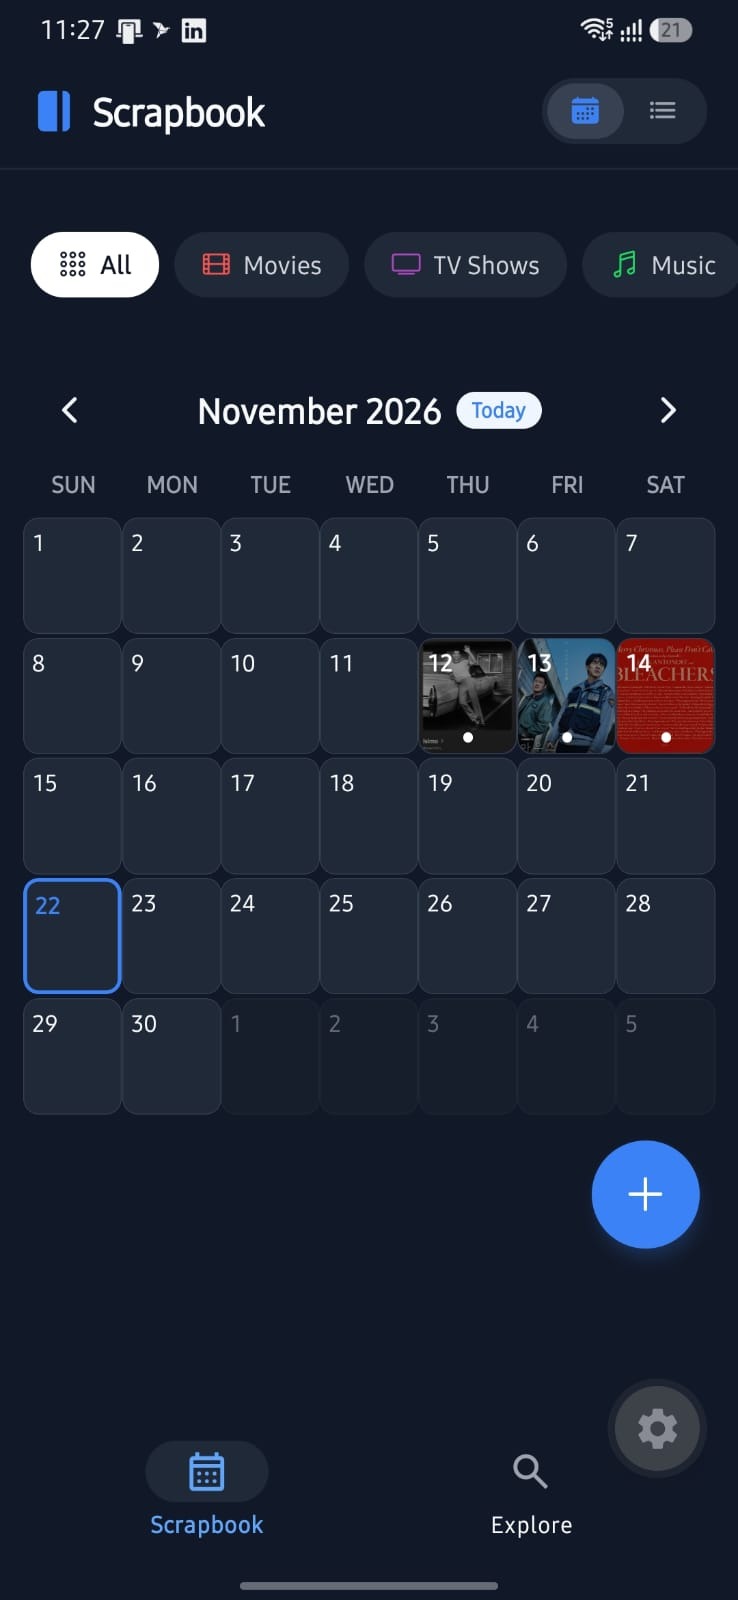 11:27
5
21
Scrapbook
All Movies TV Shows Music
November 2026 Today
SUN MON TUE WED THU FRI SAT
1 2 3 4 5 6 7
8 9 10 11 12 13 14
BLEACHERS
15 16 17 18 19 20 21
22 23 24 25 26 27 28
29 30 1 2 3 4 5
Scrapbook Explore